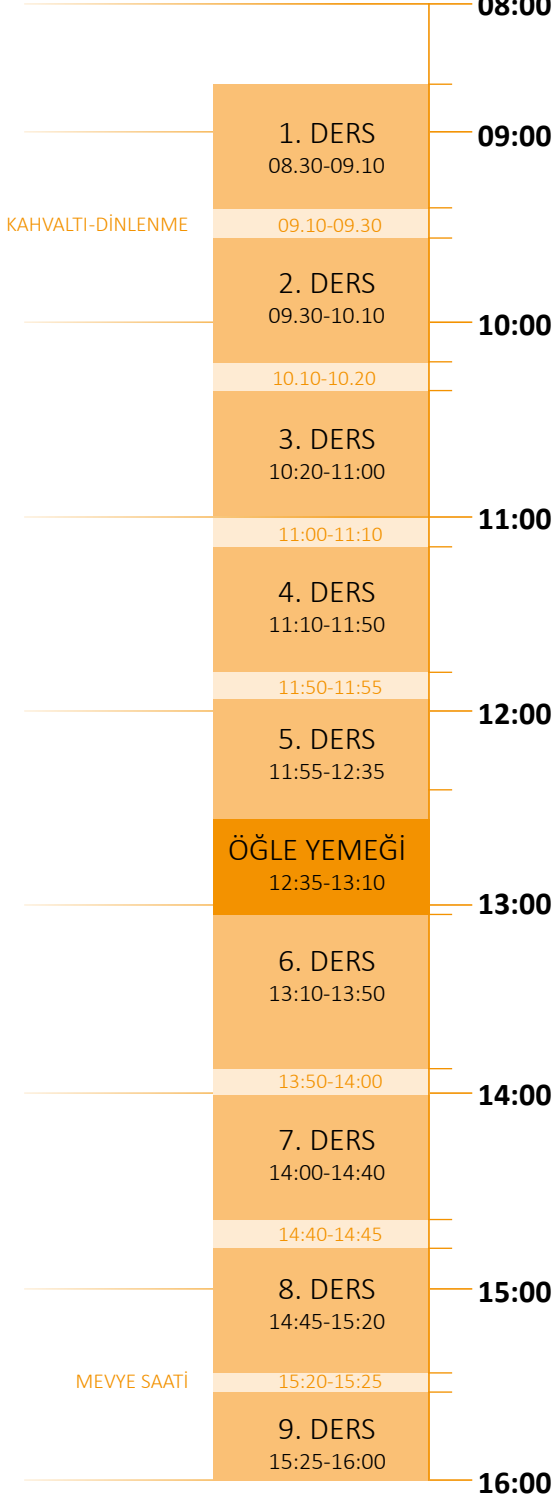 08:00
1. DERS
08.30-09.10
09:00
KAHVALTI-DİNLENME
09.10-09.30
2. DERS
09.30-10.10
10:00
10.10-10.20
3. DERS
10:20-11:00
11:00
11:00-11:10
4. DERS
11:10-11:50
11:50-11:55
12:00
5. DERS
11:55-12:35
ÖĞLE YEMEĞİ
12:35-13:10
13:00
6. DERS
13:10-13:50
13:50-14:00
14:00
7. DERS
14:00-14:40
14:40-14:45
8. DERS
14:45-15:20
15:00
MEVYE SAATİ
15:20-15:25
9. DERS
15:25-16:00
16:00